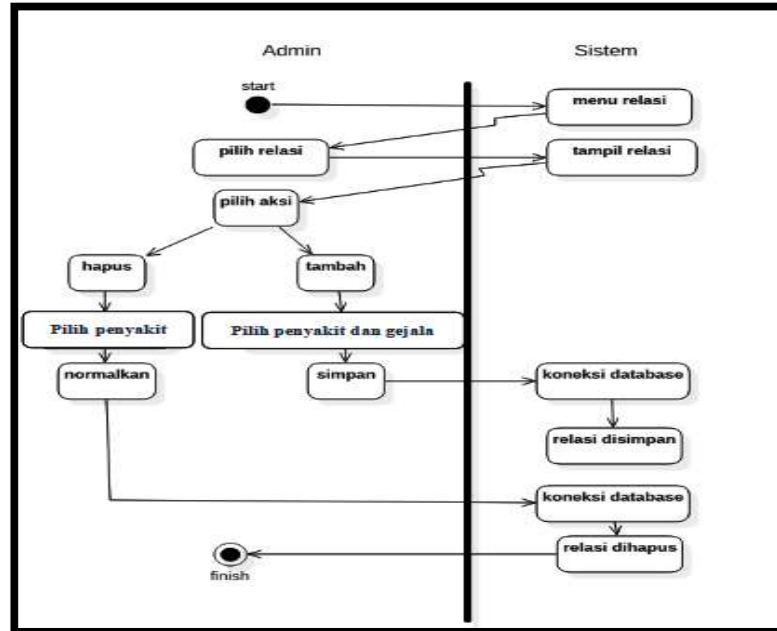 Admin
Sistem
start
menu relasi
pilih relasi
tampil relasi
pilih aksi
hapus
tambah
Pilih penyakit
Pilih penyakit dan gejala
normalkan
simpan
koneksi database
relasi disimpan
koneksi database
relasi dihapus
finish